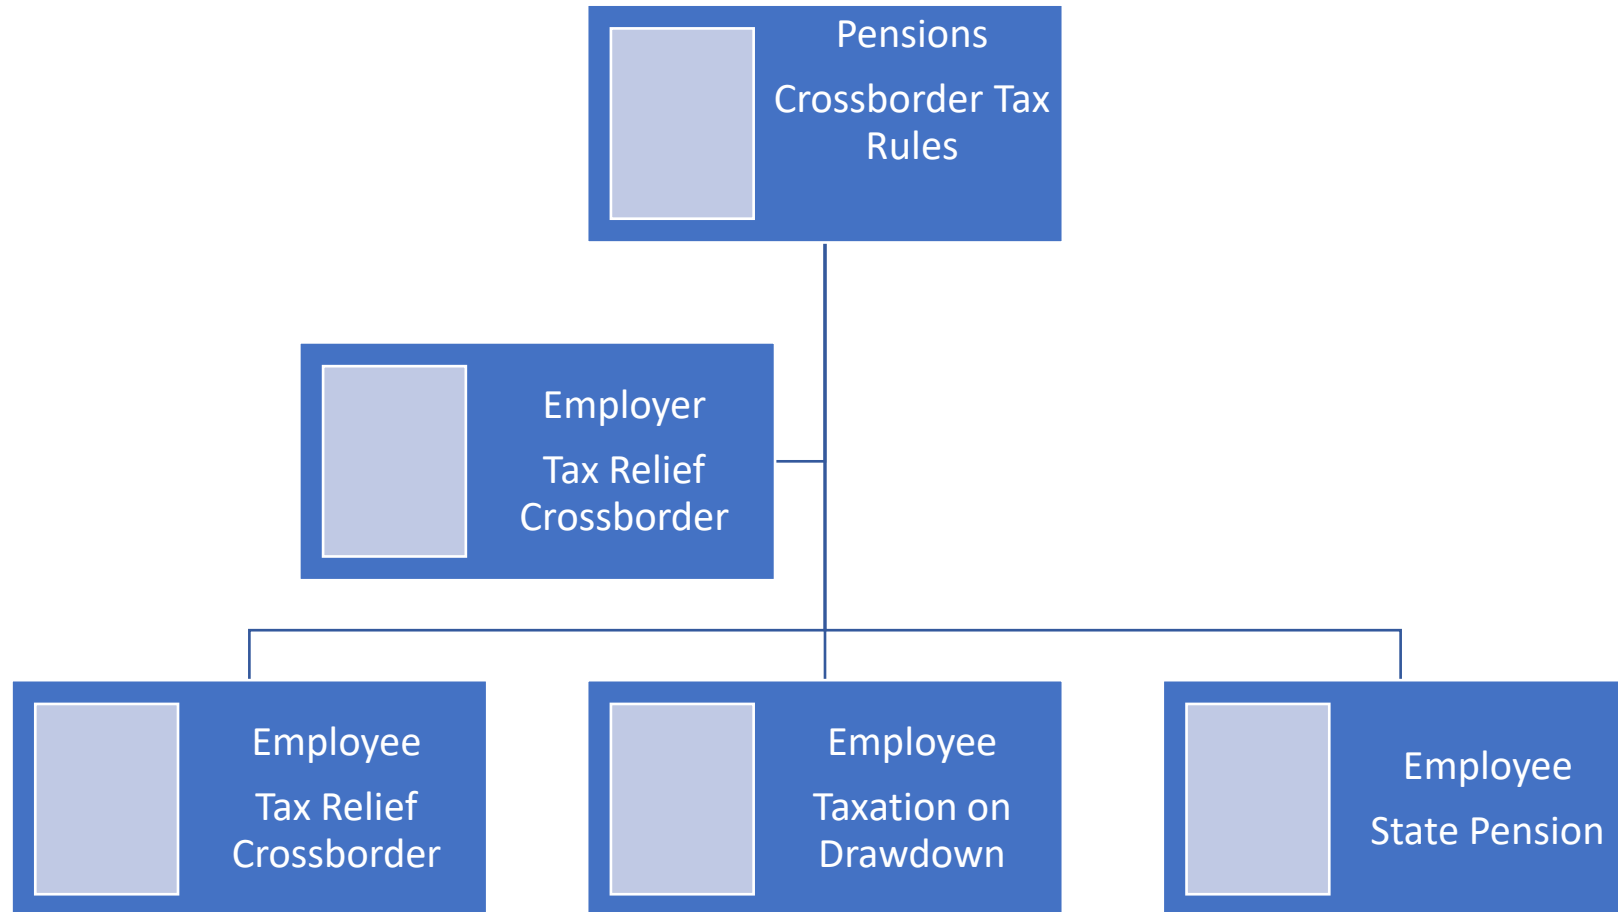 Pensions
Crossborder Tax
Rules
Employer
Tax Relief
Crossborder
Employee
Tax Relief
Crossborder
Employee
Taxation on
Drawdown
Employee
State Pension